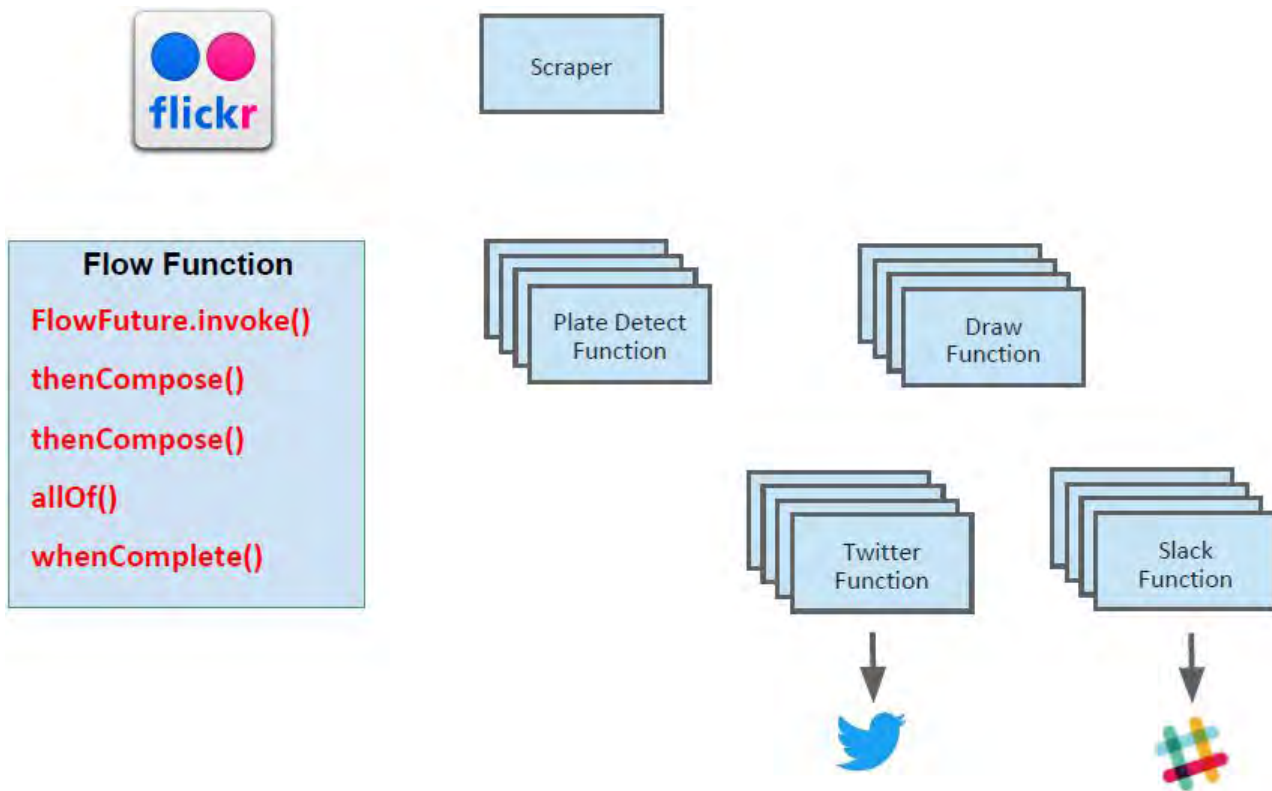 flickr
Scraper
Flow Function
FlowFuture.invoke()
thenCompose()
thenCompose()
allOf()
whenComplete()
Plate Detect
Function
Draw
Function
Twitter
Function
Slack
Function